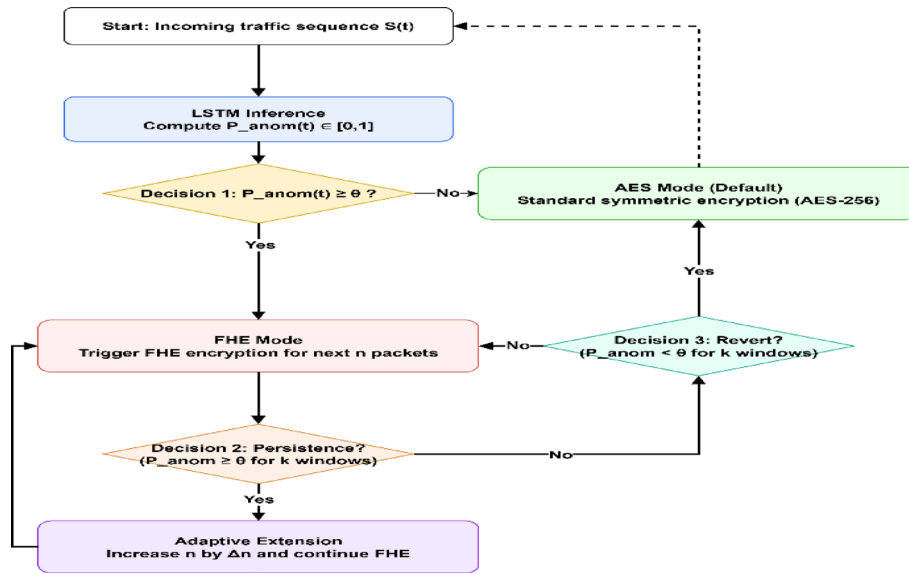 Start: Incoming traffic sequence S(t)
LSTM Inference
Compute P_anom(t) ∈ [0,1]
Decision 1: P_anom(t) ≥ θ ?
No
AES Mode (Default)
Standard symmetric encryption (AES-256)
Yes
Yes
FHE Mode
Trigger FHE encryption for next n packets
No
Decision 3: Revert?
(P_anom < θ for k windows)
Decision 2: Persistence?
(P_anom ≥ θ for k windows)
No
Yes
Adaptive Extension
Increase n by Δn and continue FHE